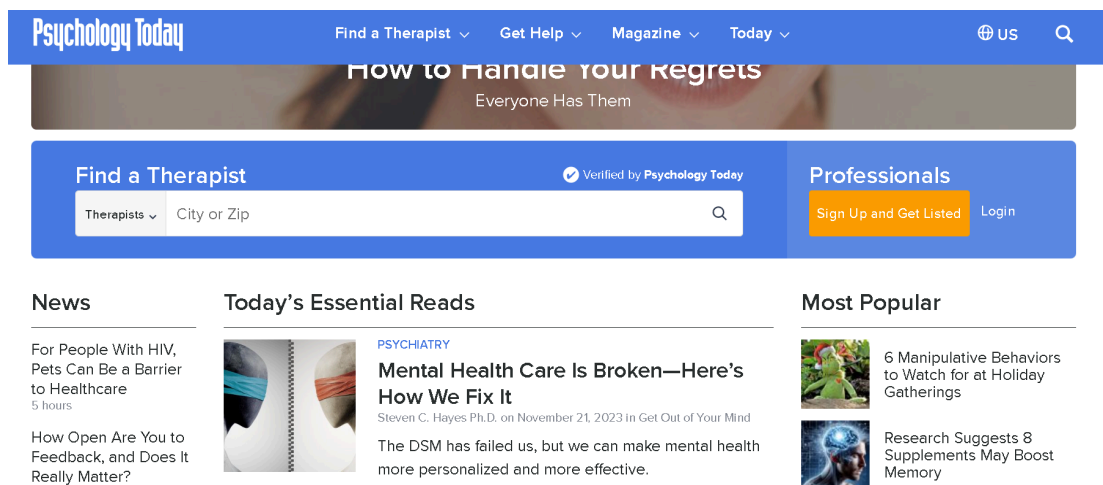 Psychology Today
Find a Therapist
Get Help
Magazine
Today
US
How to Handle Your Regrets
Everyone Has Them
Find a Therapist
Verified by Psychology Today
Therapists
City or Zip
Professionals
Sign Up and Get Listed
Login
News
For People With HIV,
Pets Can Be a Barrier
to Healthcare
5 hours
How Open Are You to
Feedback, and Does It
Really Matter?
Today's Essential Reads
PSYCHIATRY
Mental Health Care Is Broken—Here's
How We Fix It
Steven C. Hayes Ph.D. on November 21, 2023 in Get Out of Your Mind
The DSM has failed us, but we can make mental health
more personalized and more effective.
Most Popular
6 Manipulative Behaviors
to Watch for at Holiday
Gatherings
Research Suggests 8
Supplements May Boost
Memory